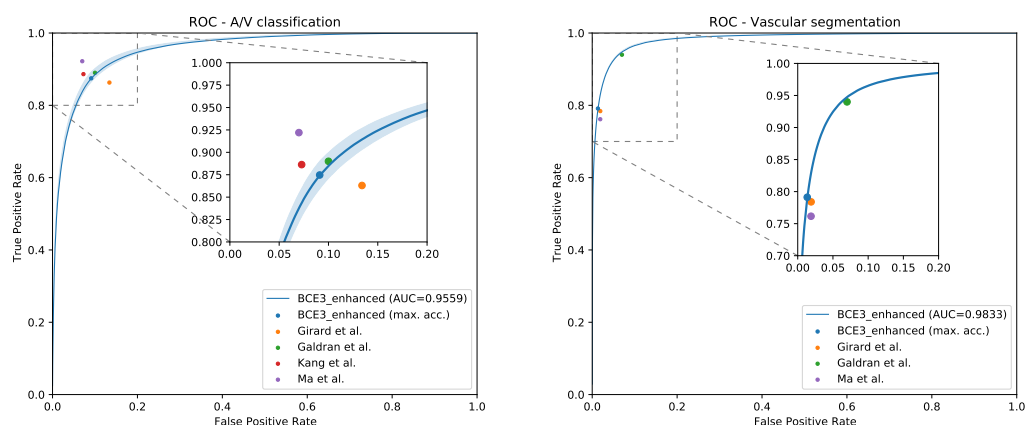 ROC - A/V classification
1.0
0.8
0.6
0.4
0.2
0.0
True Positive Rate
1.000
0.975
0.950
0.925
0.900
0.875
0.850
0.825
0.800
0.00 0.05 0.10 0.15 0.20
BCE3_enhanced (AUC=0.9559)
BCE3_enhanced (max. acc.)
Girard et al.
Galdran et al.
Kang et al.
Ma et al.
0.0 0.2 0.4 0.6 0.8 1.0
False Positive Rate
ROC - Vascular segmentation
1.0
0.8
0.6
0.4
0.2
0.0
True Positive Rate
1.00
0.95
0.90
0.85
0.80
0.75
0.70
0.00 0.05 0.10 0.15 0.20
BCE3_enhanced (AUC=0.9833)
BCE3_enhanced (max. acc.)
Girard et al.
Galdran et al.
Ma et al.
0.0 0.2 0.4 0.6 0.8 1.0
False Positive Rate